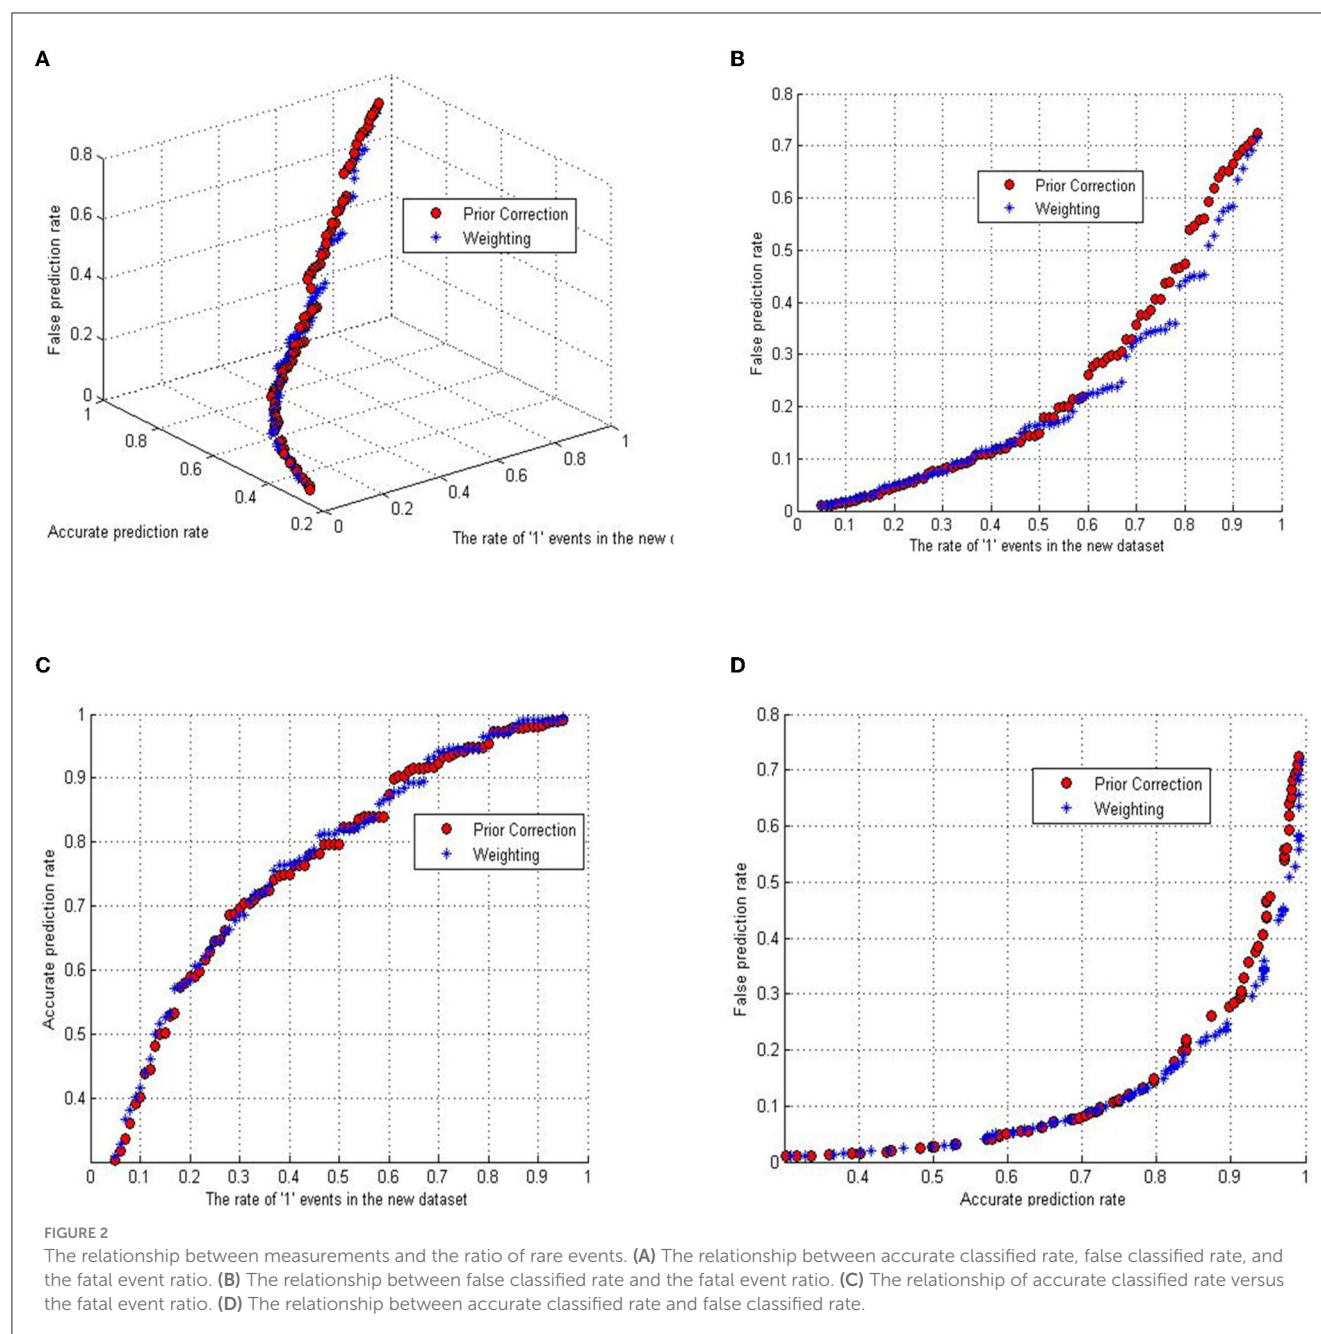 A
0.8
0.6
0.4
0.2
0
1
0.8
0.6
0.4
0.2
0
0.2
0.4
0.6
0.8
1
False prediction rate
Accurate prediction rate
The rate of '1' events in the new
Prior Correction
Weighting
B
0.8
0.7
0.6
0.5
0.4
0.3
0.2
0.1
0
0 0.1 0.2 0.3 0.4 0.5 0.6 0.7 0.8 0.9 1
False prediction rate
The rate of '1' events in the new dataset
Prior Correction
Weighting
C
1
0.9
0.8
0.7
0.6
0.5
0.4
0 0.1 0.2 0.3 0.4 0.5 0.6 0.7 0.8 0.9 1
Accurate prediction rate
The rate of '1' events in the new dataset
Prior Correction
Weighting
D
0.8
0.7
0.6
0.5
0.4
0.3
0.2
0.1
0
0.4 0.5 0.6 0.7 0.8 0.9 1
False prediction rate
Accurate prediction rate
Prior Correction
Weighting
FIGURE 2
The relationship between measurements and the ratio of rare events. (A) The relationship between accurate classified rate, false classified rate, and
the fatal event ratio. (B) The relationship between false classified rate and the fatal event ratio. (C) The relationship of accurate classified rate versus
the fatal event ratio. (D) The relationship between accurate classified rate and false classified rate.